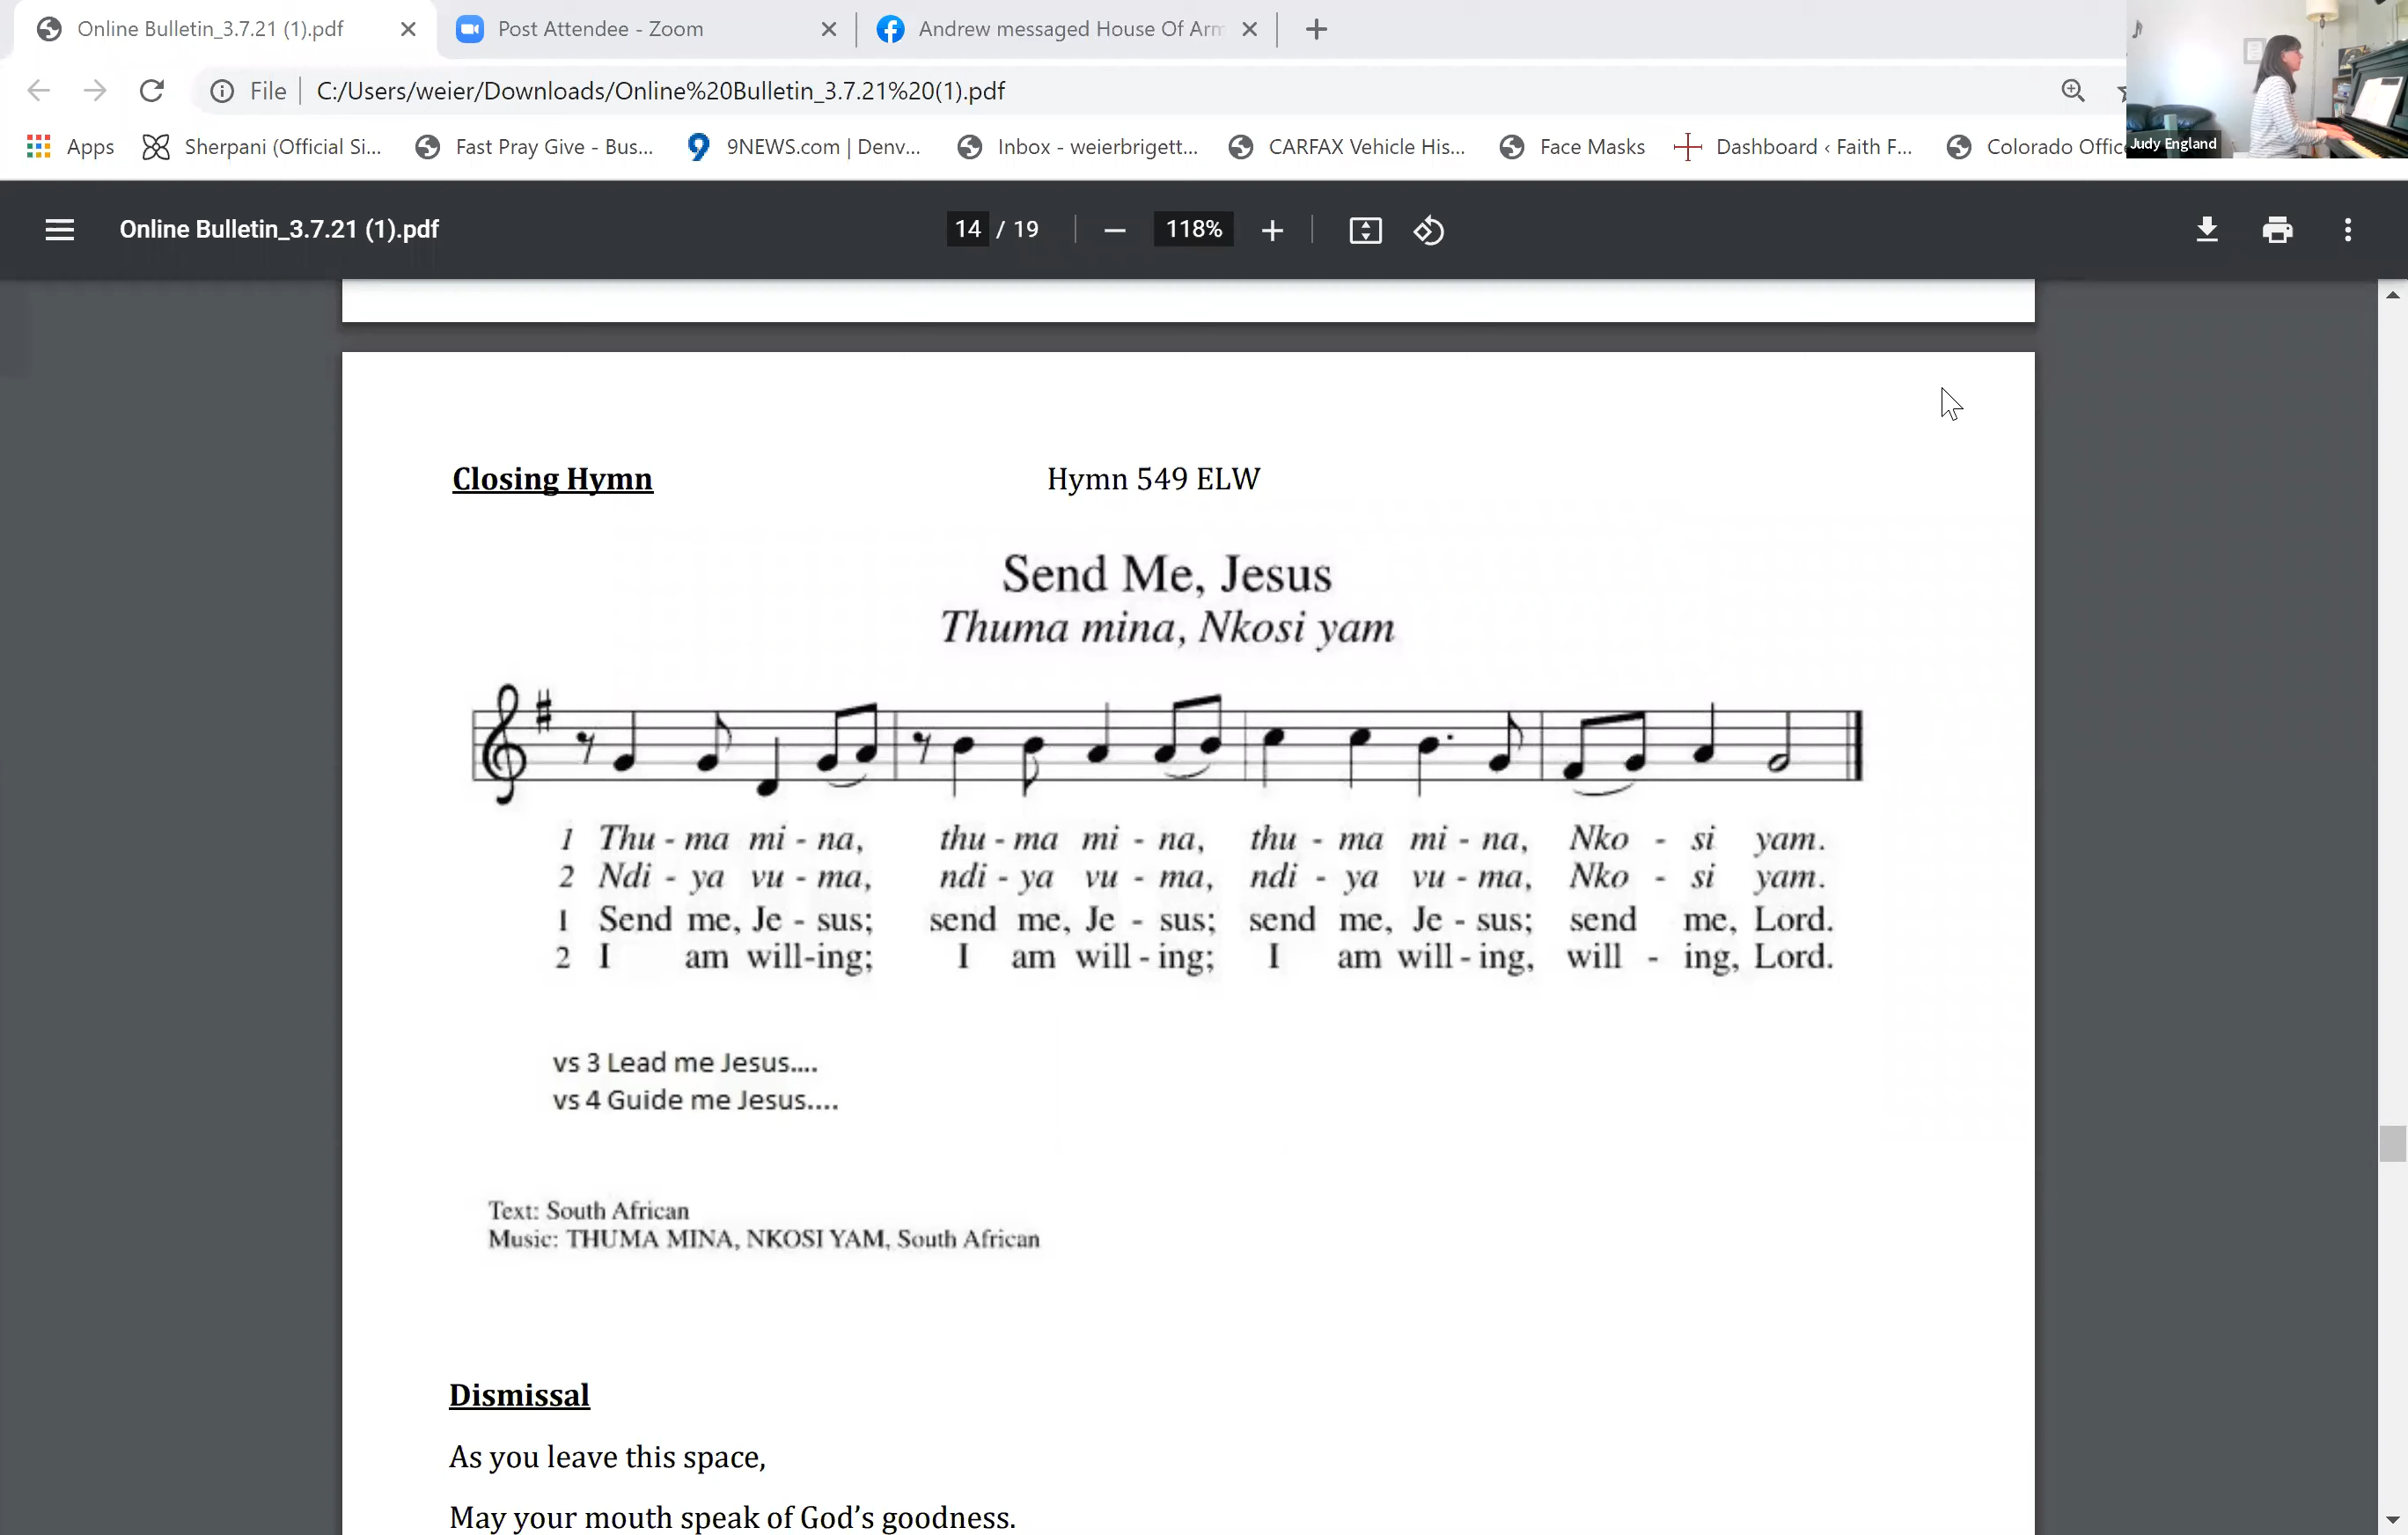 Online Bulletin_3.7.21 (1).pdf
Post Attendee - Zoom
Andrew messaged House Of Arm
File
C:/Users/weier/Downloads/Online%20Bulletin_3.7.21%20(1).pdf
Apps
Sherpani (Official Si...
Fast Pray Give - Bus...
9NEWS.com | Denv...
Inbox - weierbrigett...
CARFAX Vehicle His...
Face Masks
Dashboard ‹ Faith F...
Colorado Offic
Judy England
Online Bulletin_3.7.21 (1).pdf
14 / 19
118%
Closing Hymn
Hymn 549 ELW
Send Me, Jesus
Thuma mina, Nkosi yam
1 Thu - ma mi - na, thu - ma mi - na, thu - ma mi - na, Nko - si yam.
2 Ndi - ya vu - ma, ndi - ya vu - ma, ndi - ya vu - ma, Nko - si yam.
1 Send me, Je - sus; send me, Je - sus; send me, Je - sus; send me, Lord.
2 I am will-ing; I am will - ing; I am will - ing, will - ing, Lord.
vs 3 Lead me Jesus....
vs 4 Guide me Jesus....
Text: South African
Music: THUMA MINA, NKOSI YAM, South African
Dismissal
As you leave this space,
May your mouth speak of God’s goodness.